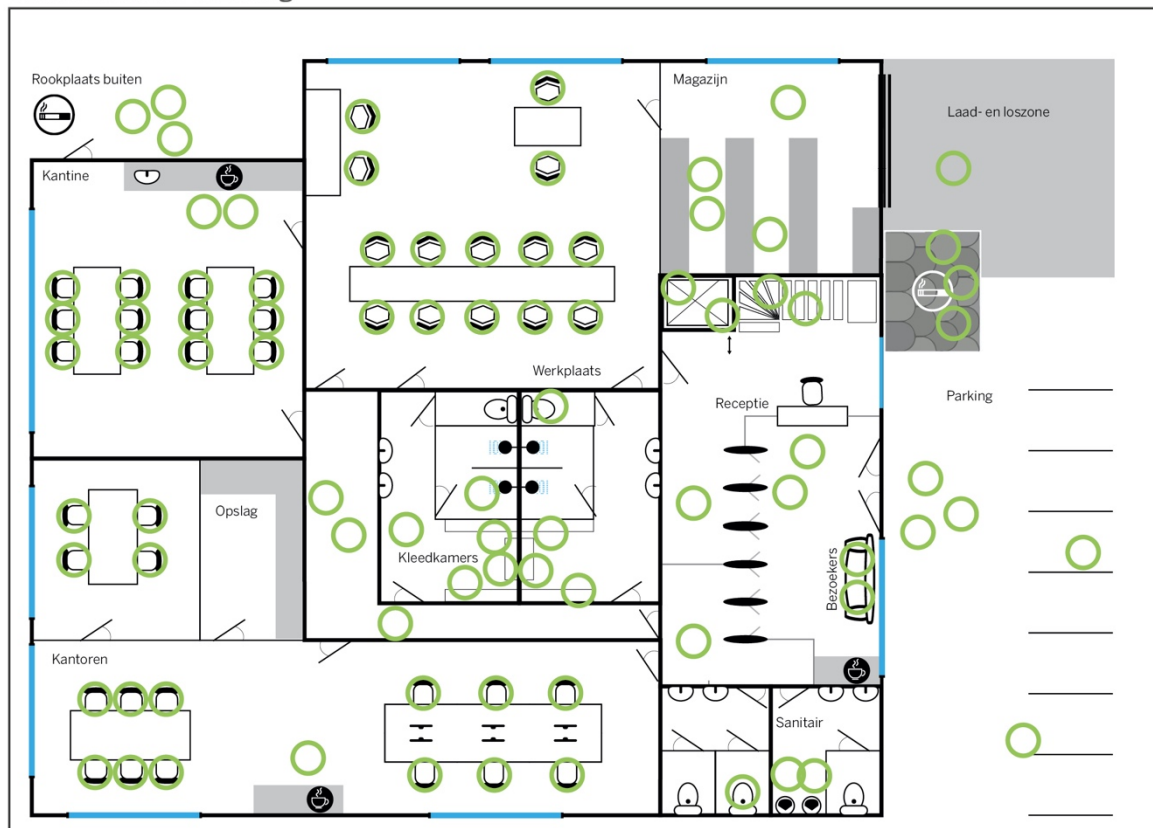 Rookplaats buiten
Magazijn
Laad- en loszone
Kantine
Werkplaats
Receptie
Parking
Opslag
Kleedkamers
Bezoekers
Kantoren
Sanitair